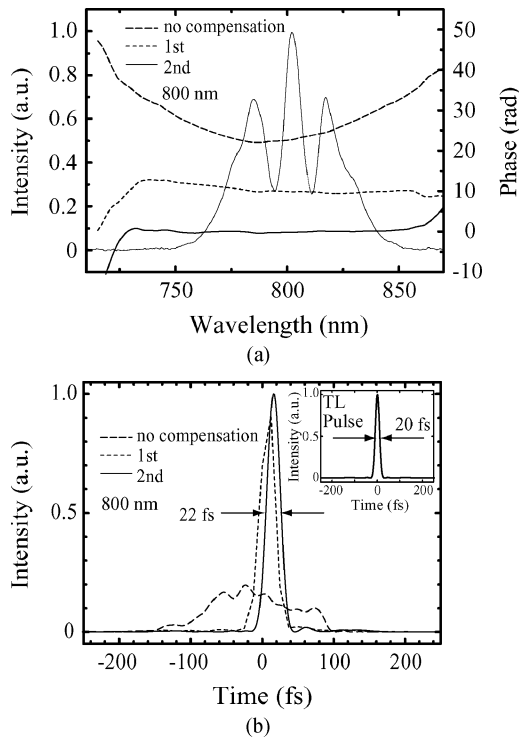 no compensation
1st
2nd
800 nm
1.0
0.8
0.6
0.4
0.2
0
Intensity (a.u.)
50
40
30
20
10
0
-10
Phase (rad)
750
800
850
Wavelength (nm)
(a)
1.0
0.5
0
Intensity (a.u.)
no compensation
1st
2nd
800 nm
22 fs
TL
Pulse
20 fs
1.0
0.5
0
Intensity (a.u.)
-200
0
200
Time (fs)
-200
-100
0
100
200
Time (fs)
(b)